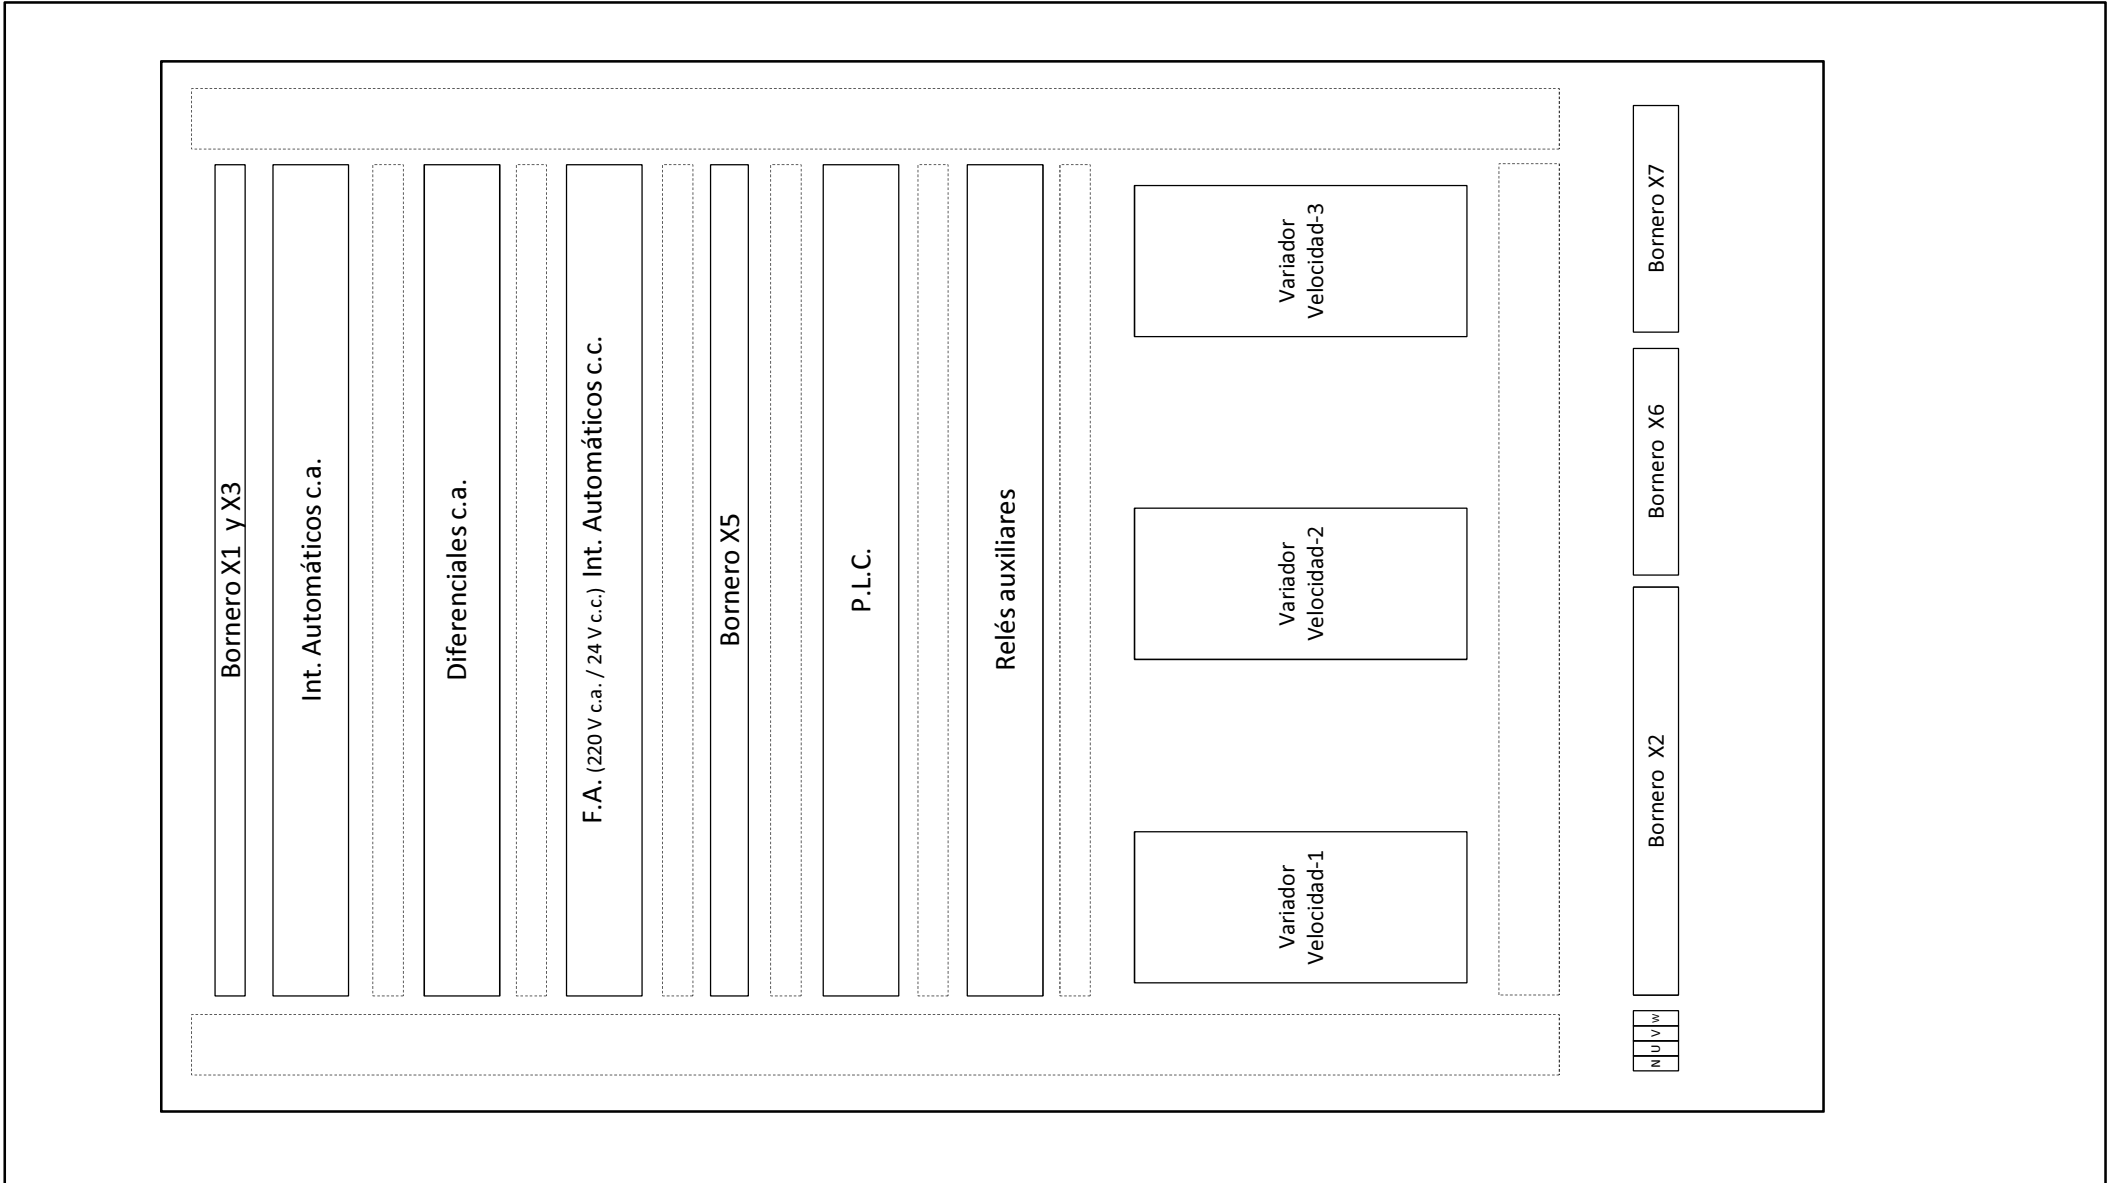 Bornero X1 y X3
Int. Automáticos c.a.
Diferenciales c.a.
F.A. (220 V c.a. / 24 V c.c.) Int. Automáticos c.c.
Bornero X5
P.L.C.
Relés auxiliares
Variador
Velocidad-1
Variador
Velocidad-2
Variador
Velocidad-3
N U V W
Bornero X2
Bornero X6
Bornero X7